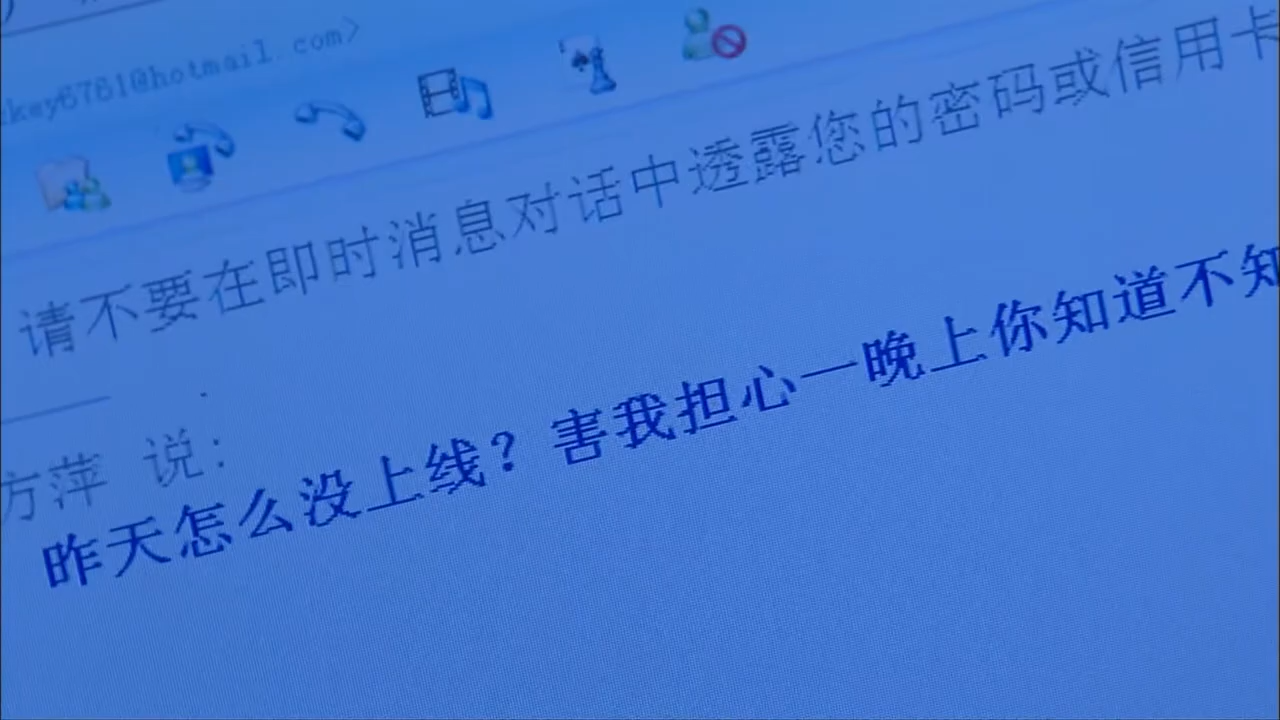 key6761@hotmail.com>
请不要在即时消息对话中透露您的密码或信用卡
方萍 说：
昨天怎么没上线？害我担心一晚上你知道不知